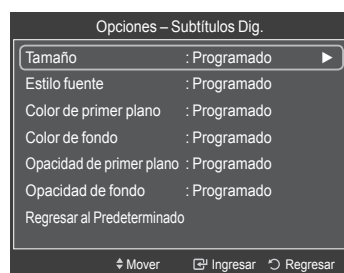 Opciones – Subtítulos Dig.
Tamaño : Programado ►
Estilo fuente : Programado
Color de primer plano : Programado
Color de fondo : Programado
Opacidad de primer plano : Programado
Opacidad de fondo : Programado
Regresar al Predeterminado
Mover Ingresar Regresar